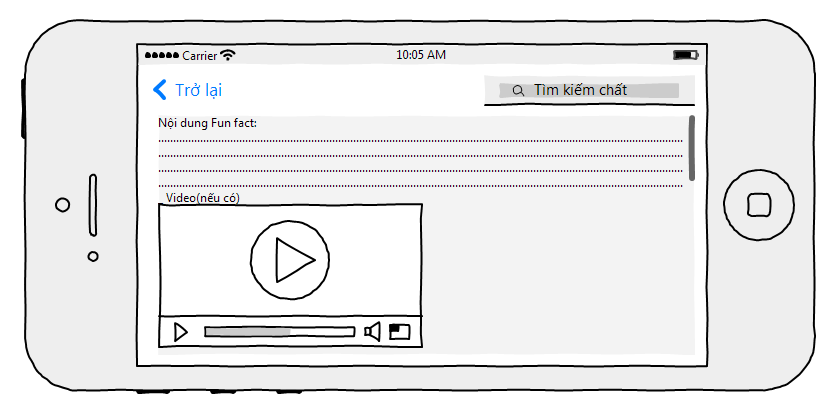 Carrier 10:05 AM
Trở lại
Tìm kiếm chất
Nội dung Fun fact:
Video(nếu có)